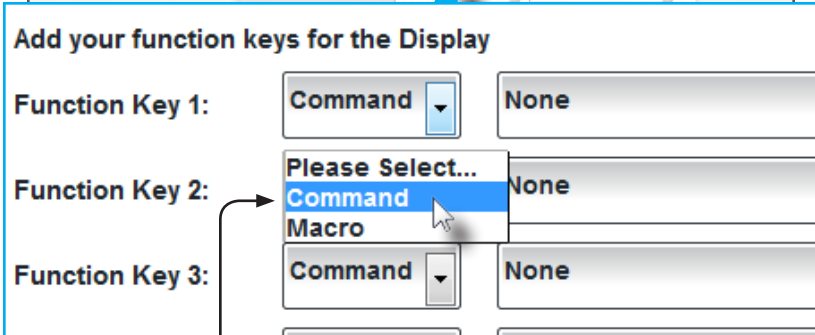 Add your function keys for the Display
Function Key 1: Command None
Please Select...
Function Key 2: Command None
Macro
Function Key 3: Command None